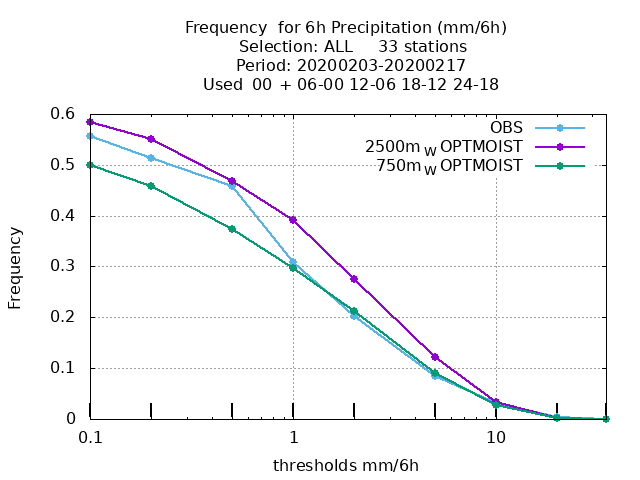 Frequency  for 6h Precipitation (mm/6h)
Selection: ALL     33 stations
Period: 20200203-20200217
Used  00  + 06-00 12-06 18-12 24-18
OBS
2500m_W OPTMOIST
750m_W OPTMOIST
Frequency
0.6
0.5
0.4
0.3
0.2
0.1
0
0.1
1
10
thresholds mm/6h